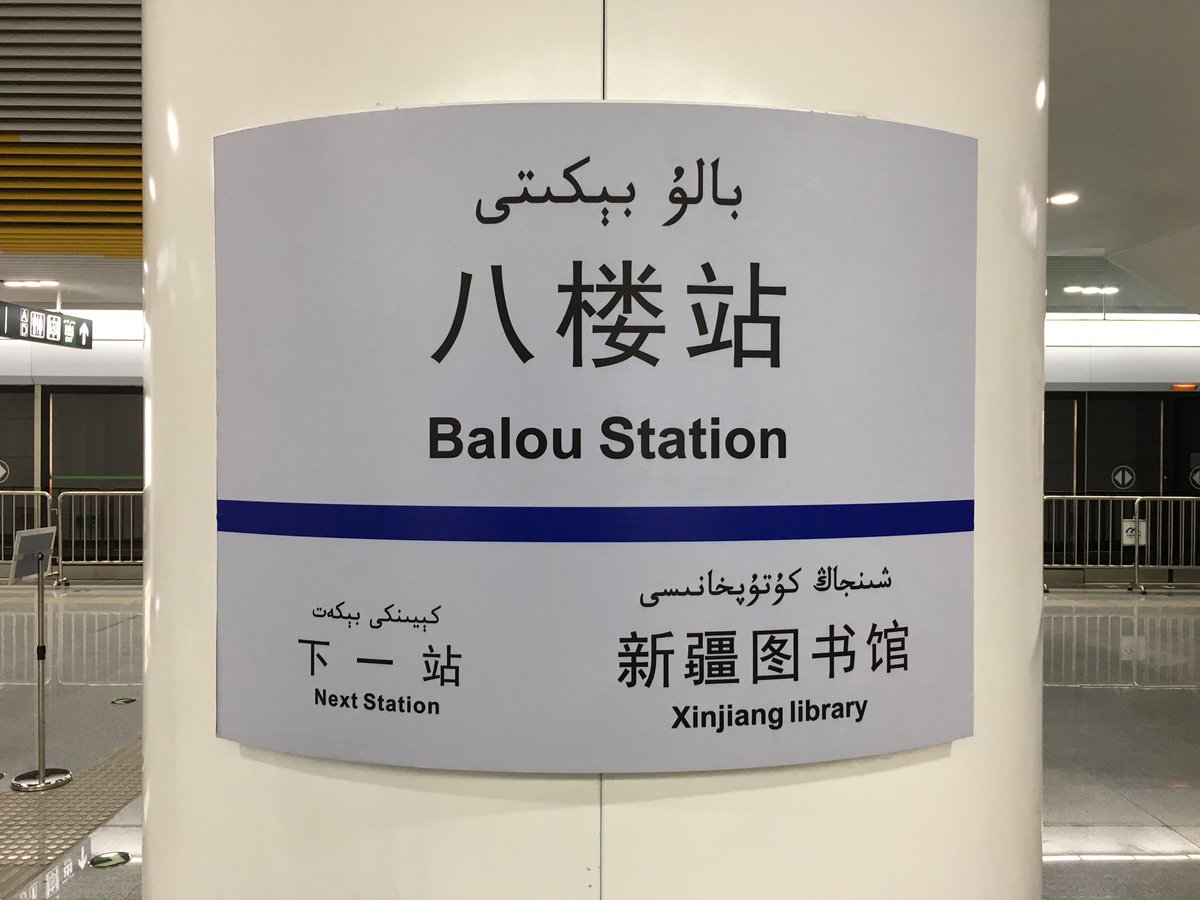 بالۇ بېكىتى
八楼站
Balou Station
كېيىنكى بېكەت
下一站
Next Station
شىنجاڭ كۇتۇپخانىسى
新疆图书馆
Xinjiang library